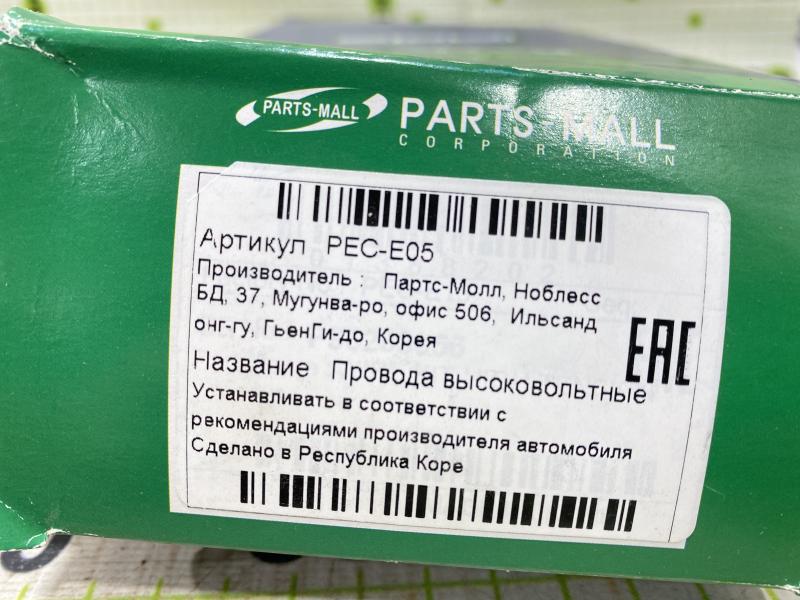 PARTS-MALL PARTS-MALL
CORPORATION
Артикул PEC-E05
Производитель : Партс-Молл, Ноблесс
БД, 37, Мугунва-ро, офис 506, Ильсанд
онг-гу, ГьенГи-до, Корея
EAC
Название Провода высоковольтные
Устанавливать в соответствии с
рекомендациями производителя автомобиля
Сделано в Республика Коре